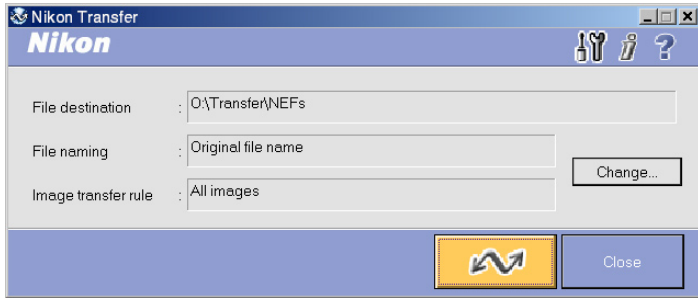 Nikon Transfer
Nikon
File destination : O:\Transfer\NEFs
File naming : Original file name
Change...
Image transfer rule : All images
Close